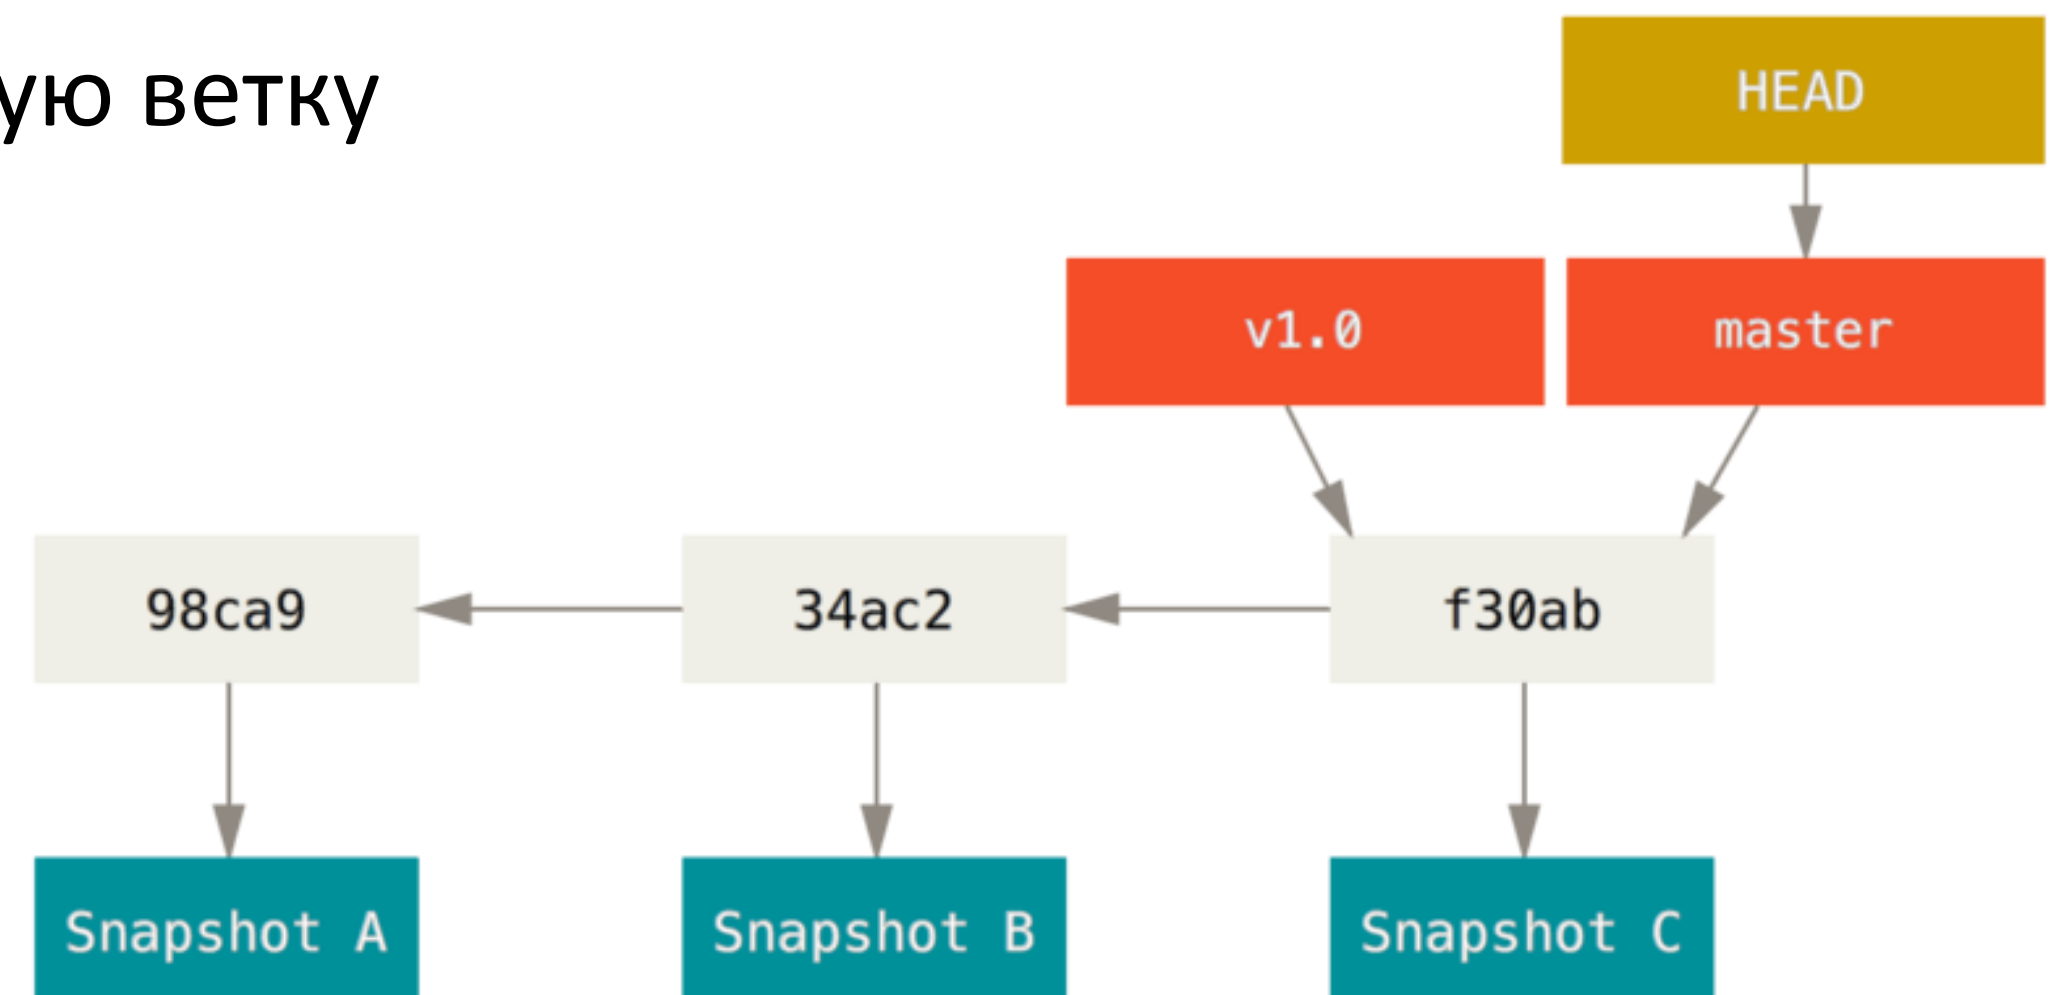 ую ветку
HEAD
v1.0 master
98ca9 34ac2 f30ab
Snapshot A Snapshot B Snapshot C